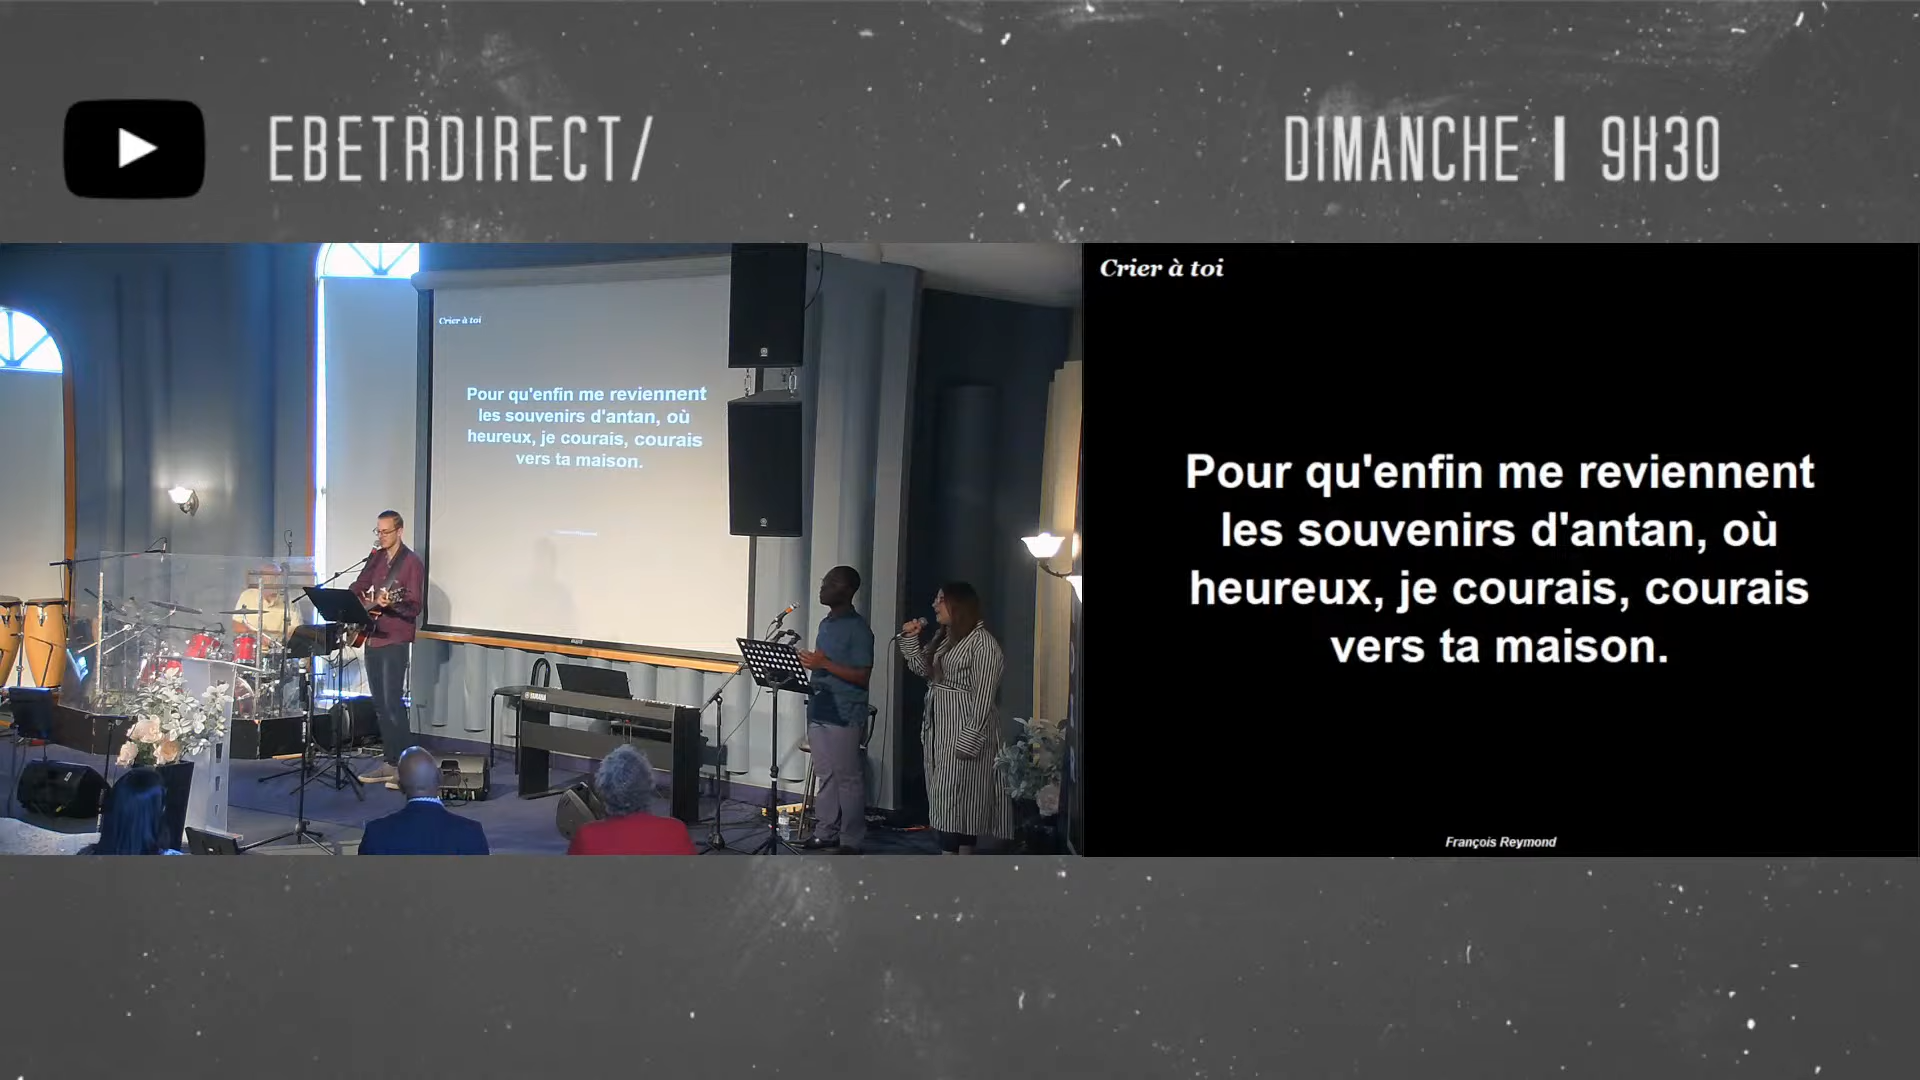 EBETRDIRECT/
DIMANCHE | 9H30
Crier à toi
Pour qu'enfin me reviennent
les souvenirs d'antan, où
heureux, je courais, courais
vers ta maison.
YAMAHA
Crier à toi
Pour qu'enfin me reviennent
les souvenirs d'antan, où
heureux, je courais, courais
vers ta maison.
François Reymond